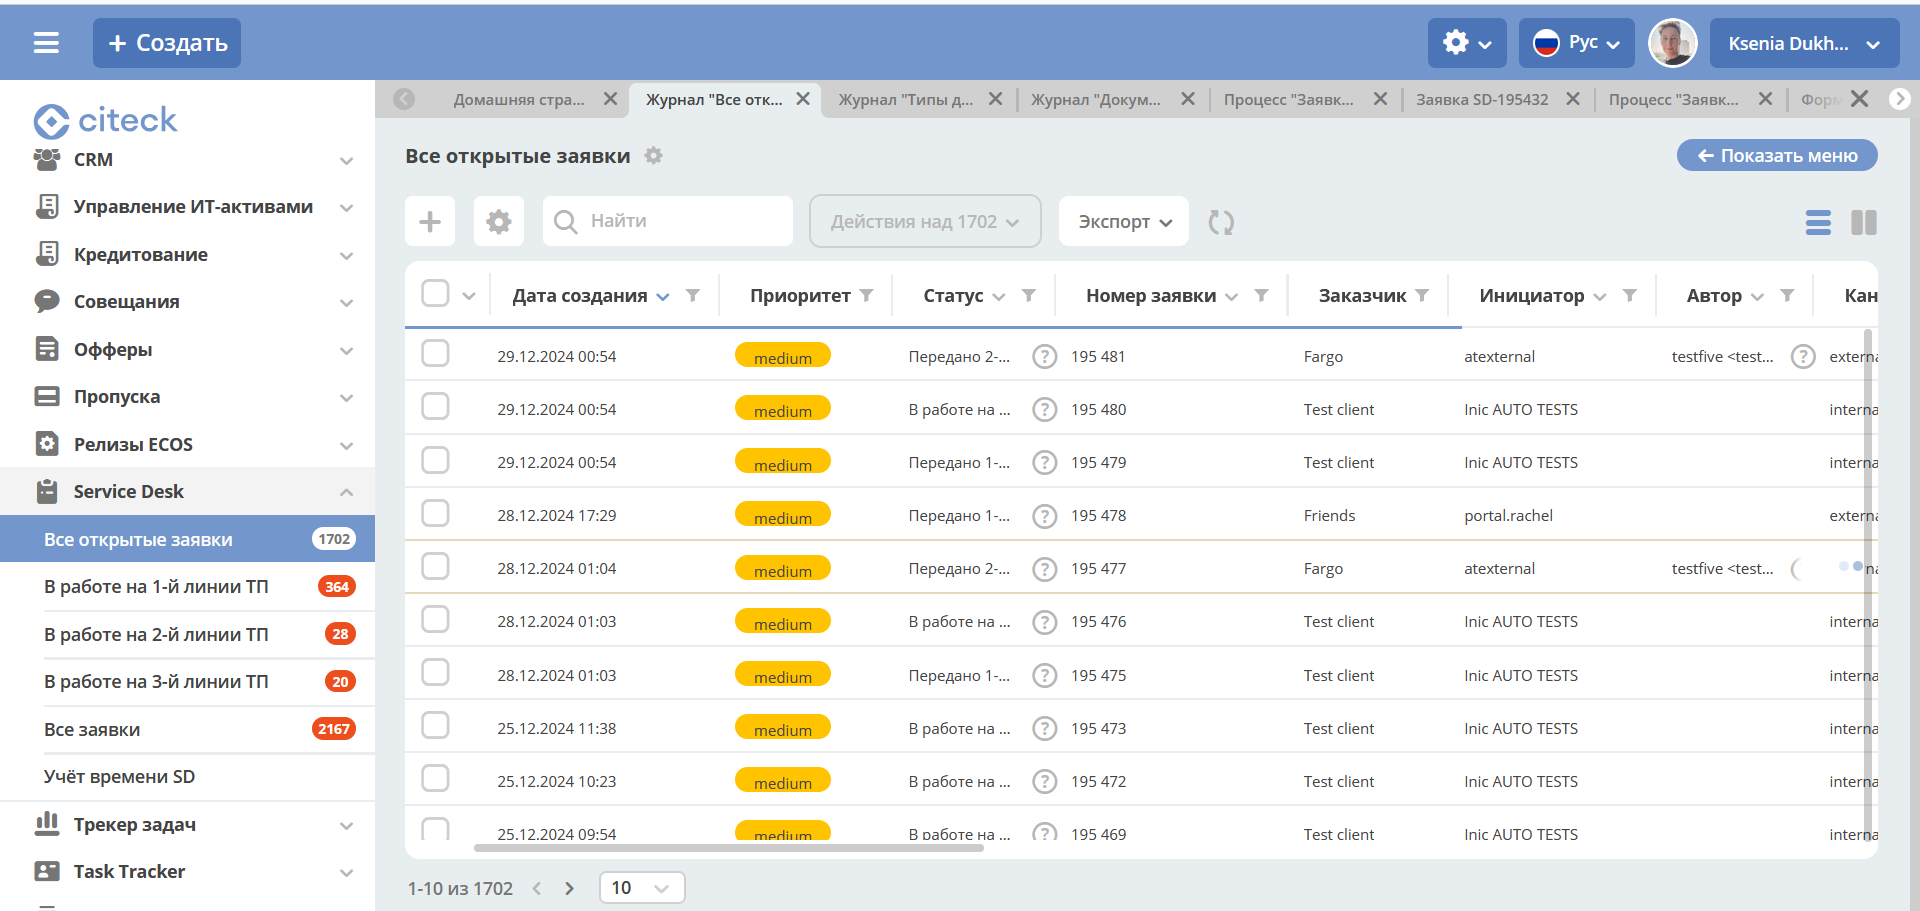 + Создать
Рус
Ksenia Dukh...
citeck
CRM
Управление ИТ-активами
Кредитование
Совещания
Офферы
Пропуска
Релизы ECOS
Service Desk
Все открытые заявки 1702
В работе на 1-й линии ТП 364
В работе на 2-й линии ТП 28
В работе на 3-й линии ТП 20
Все заявки 2167
Учёт времени SD
Трекер задач
Task Tracker
Домашняя стра... Журнал "Все отк... Журнал "Типы д... Журнал "Докум... Процесс "Заявк... Заявка SD-195432 Процесс "Заявк... Форм
Все открытые заявки
← Показать меню
Найти
Действия над 1702
Экспорт
Дата создания Приоритет Статус Номер заявки Заказчик Инициатор Автор Кан
29.12.2024 00:54 medium Передано 2-... ? 195 481 Fargo atexternal testfive <test... ? externa
29.12.2024 00:54 medium В работе на ... ? 195 480 Test client Inic AUTO TESTS interna
29.12.2024 00:54 medium Передано 1-... ? 195 479 Test client Inic AUTO TESTS interna
28.12.2024 17:29 medium Передано 1-... ? 195 478 Friends portal.rachel externa
28.12.2024 01:04 medium Передано 2-... ? 195 477 Fargo atexternal testfive <test... na
28.12.2024 01:03 medium В работе на ... ? 195 476 Test client Inic AUTO TESTS interna
28.12.2024 01:03 medium Передано 1-... ? 195 475 Test client Inic AUTO TESTS interna
25.12.2024 11:38 medium В работе на ... ? 195 473 Test client Inic AUTO TESTS interna
25.12.2024 10:23 medium В работе на ... ? 195 472 Test client Inic AUTO TESTS interna
25.12.2024 09:54 medium В работе на ... ? 195 469 Test client Inic AUTO TESTS interna
1-10 из 1702
10